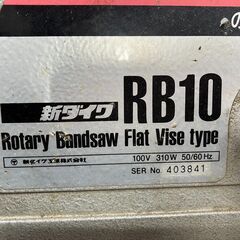 の
新ダイワ RB10
Rotary Bandsaw Flat Vise type
新ダイワ工業株式会社
100V 310W 50/60Hz
SER No. 403841